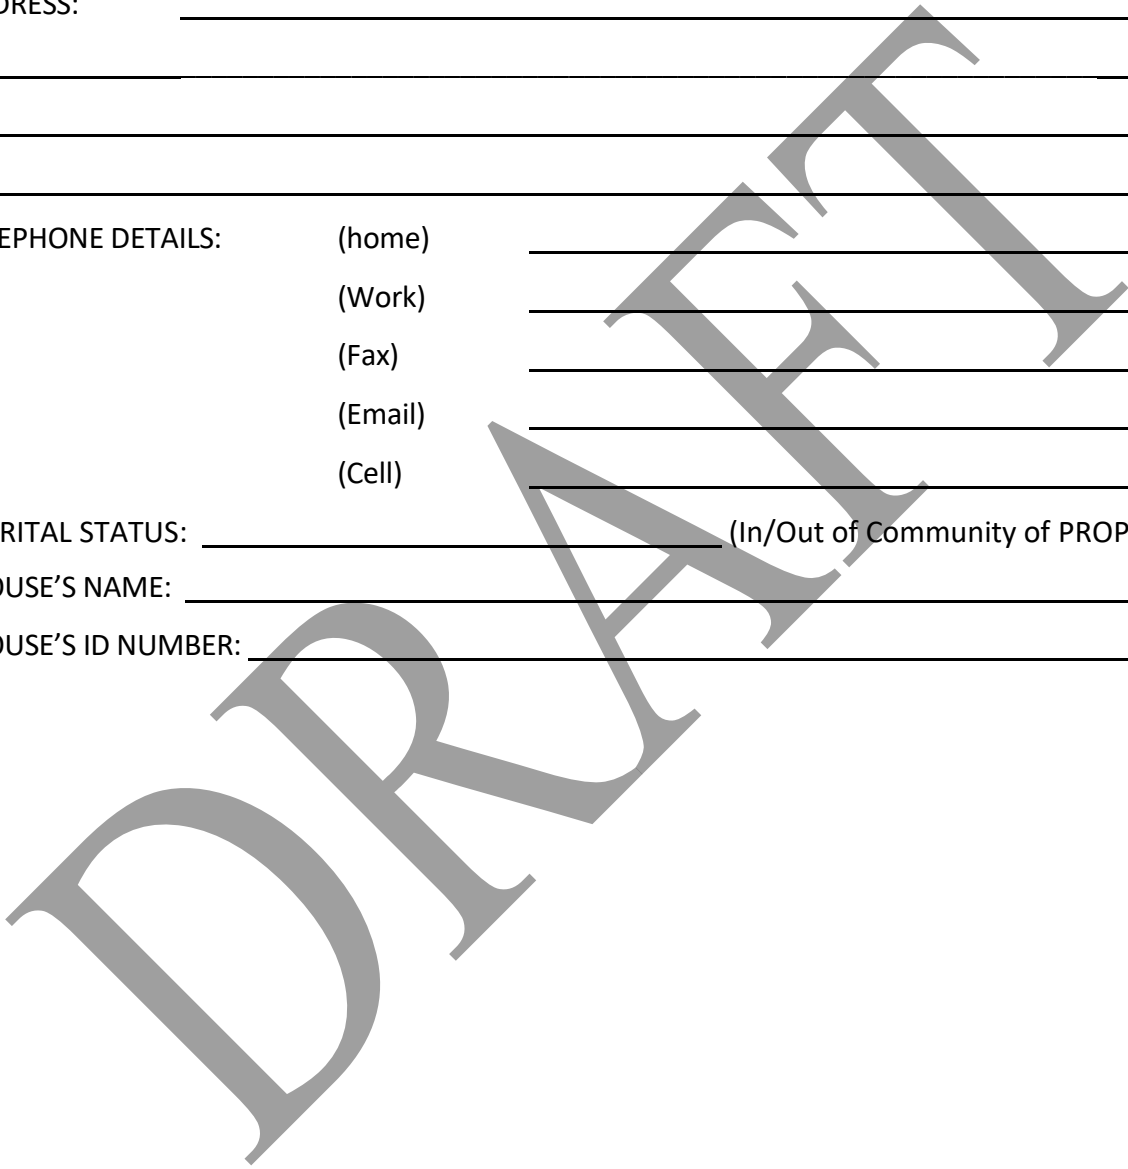 DRESS:
EPHONE DETAILS: (home)
(Work)
(Fax)
(Email)
(Cell)
RITAL STATUS: (In/Out of Community of PROP
OUSE’S NAME:
OUSE’S ID NUMBER:
DRAFT